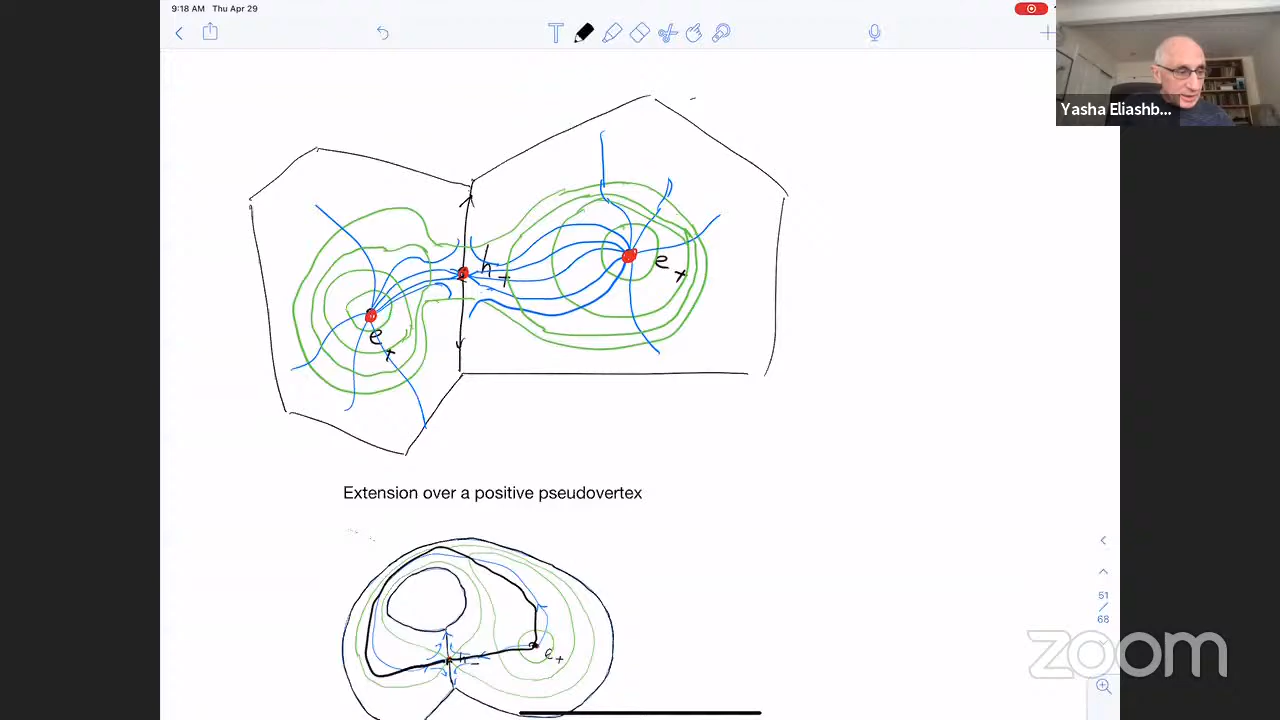 9:18 AM Thu Apr 29
T
Yasha Eliashb...
h+
e+
e+
Extension over a positive pseudovertex
h-
e+
51
/
68
zoom